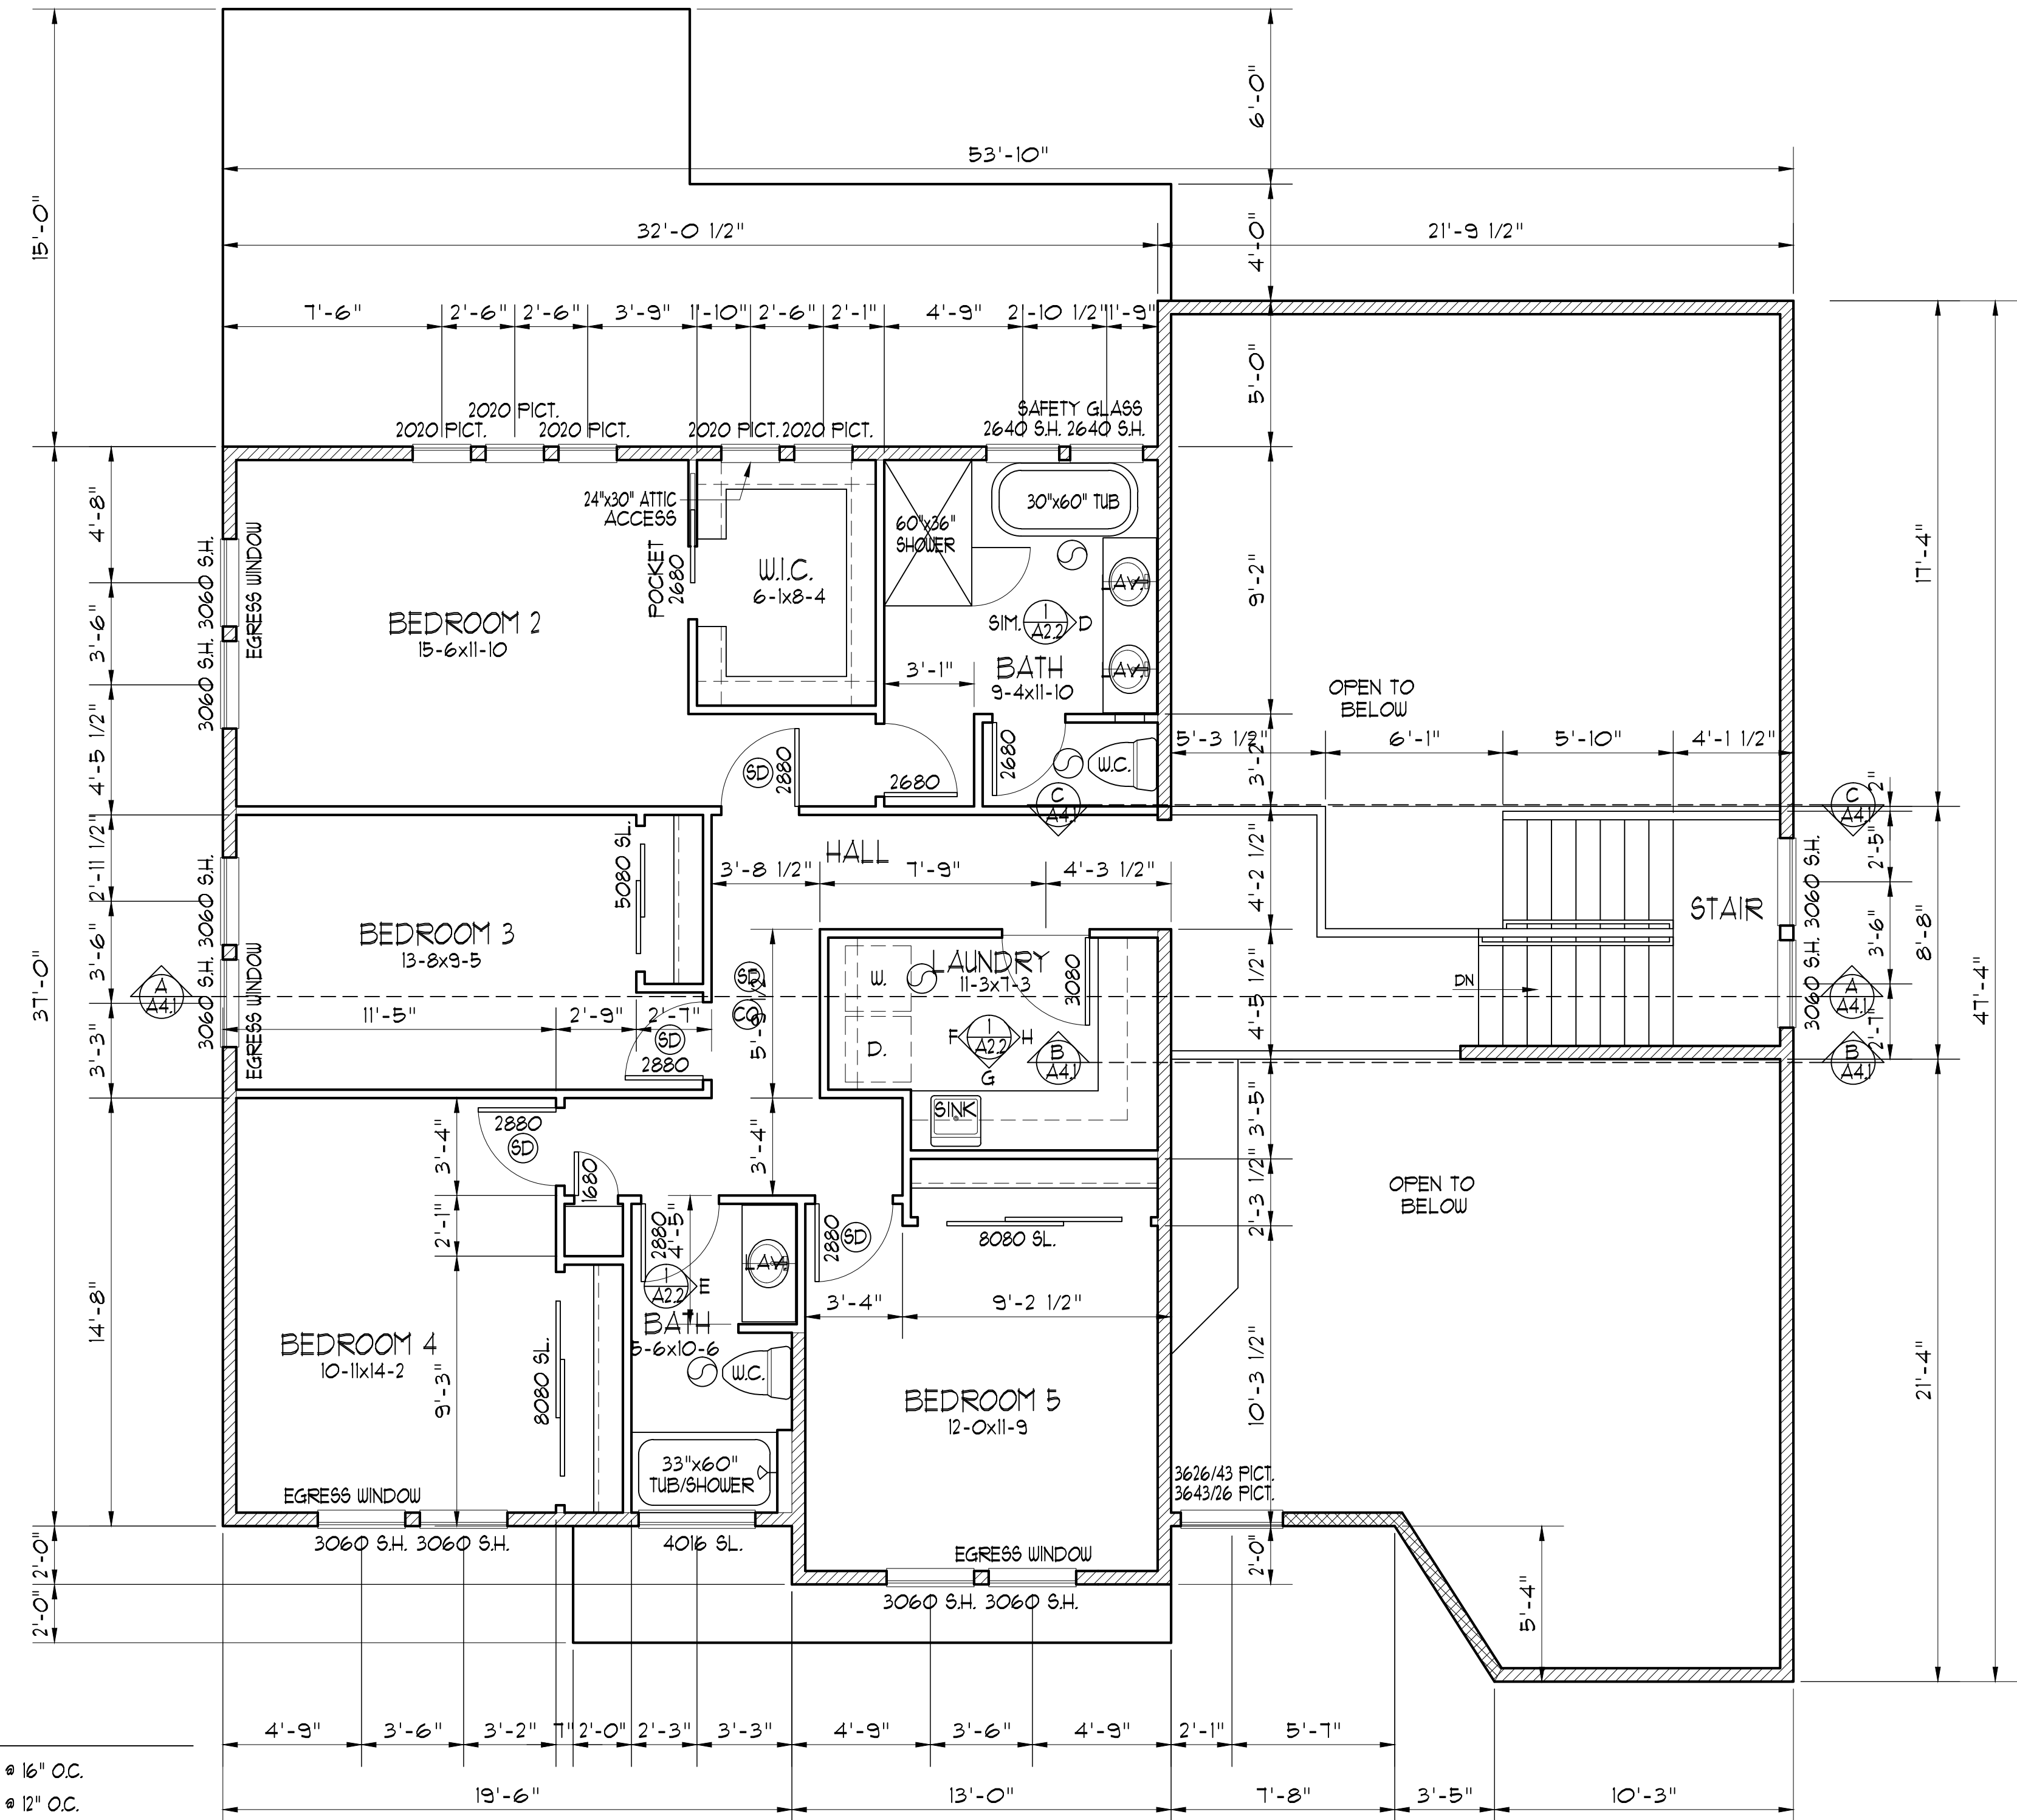 6'-0"
53'-10"
15'-0"
32'-0 1/2"
21'-9 1/2"
4'-0"
7'-6"
2'-6"
2'-6"
3'-9"
1'-10"
2'-6"
2'-1"
4'-9"
2'-10 1/2"
1'-9"
5'-0"
2020 PICT.
2020 PICT.
2020 PICT.
2020 PICT.
2020 PICT.
SAFETY GLASS
2640 S.H.
2640 S.H.
4'-8"
3'-6"
4'-5 1/2"
3060 S.H.
3060 S.H.
EGRESS WINDOW
24"x30" ATTIC
ACCESS
POCKET
2680
BEDROOM 2
15-6x11-10
W.I.C.
6-1x8-4
60"x36"
SHOWER
30"x60" TUB
LAV.
LAV.
SIM.
1
A2.2
D
BATH
9-4x11-10
3'-1"
9'-2"
17'-4"
OPEN TO
BELOW
5'-3 1/2"
6'-1"
5'-10"
4'-1 1/2"
3'-2"
SD
2880
2680
2680
W.C.
C
A4.1
C
A4.1
2"
2'-5"
3'-6"
2'-7"
8'-8"
47'-4"
37'-0"
2'-11 1/2"
3'-6"
3'-3"
3060 S.H.
3060 S.H.
EGRESS WINDOW
HALL
3'-8 1/2"
7'-9"
4'-3 1/2"
4'-2 1/2"
5080 SL.
BEDROOM 3
13-8x9-5
STAIR
3060 S.H.
3060 S.H.
A
A4.1
11'-5"
2'-9"
2'-7"
SD
2880
SD
CO
5'-9 1/2"
W.
D.
LAUNDRY
11-3x7-3
3080
F
1
A2.2
H
G
B
A4.1
4'-5 1/2"
DN
A
A4.1
B
A4.1
SINK
2880
SD
3'-4"
3'-4"
3'-5"
1680
2'-1"
2880
4'-5"
LAV.
2880
SD
8080 SL.
2'-3 1/2"
OPEN TO
BELOW
14'-8"
1
A2.2
E
BATH
5-6x10-6
3'-4"
9'-2 1/2"
BEDROOM 4
10-11x14-2
9'-3"
8080 SL.
W.C.
BEDROOM 5
12-0x11-9
10'-3 1/2"
21'-4"
33"x60"
TUB/SHOWER
3626/43 PICT.
3643/26 PICT.
EGRESS WINDOW
3060 S.H.
3060 S.H.
4016 SL.
EGRESS WINDOW
3060 S.H.
3060 S.H.
2'-0"
2'-0"
2'-0"
5'-4"
4'-9"
3'-6"
3'-2"
7"
2'-0"
2'-3"
3'-3"
4'-9"
3'-6"
4'-9"
2'-1"
5'-7"
@ 16" O.C.
@ 12" O.C.
19'-6"
13'-0"
7'-8"
3'-5"
10'-3"